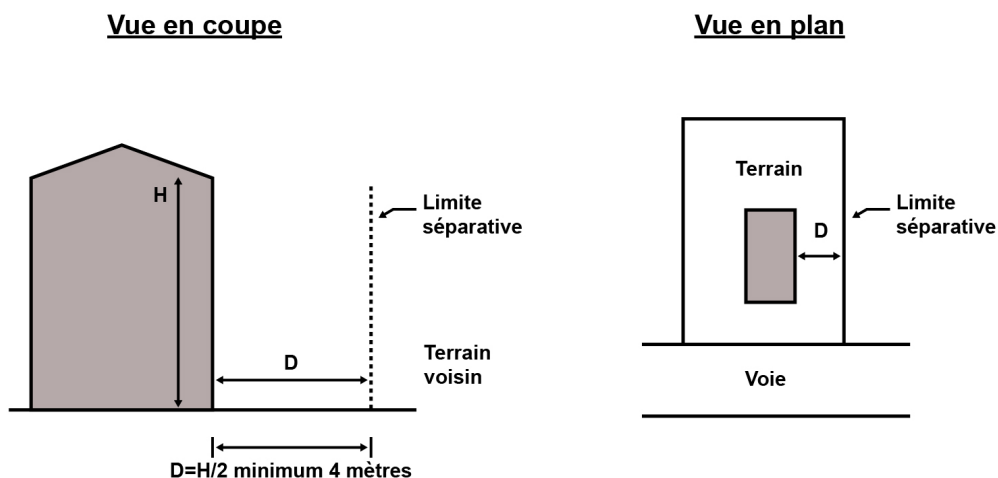 Vue en coupe
H
Limite
séparative
D
Terrain
voisin
D=H/2 minimum 4 mètres
Vue en plan
Terrain
D
Limite
séparative
Voie